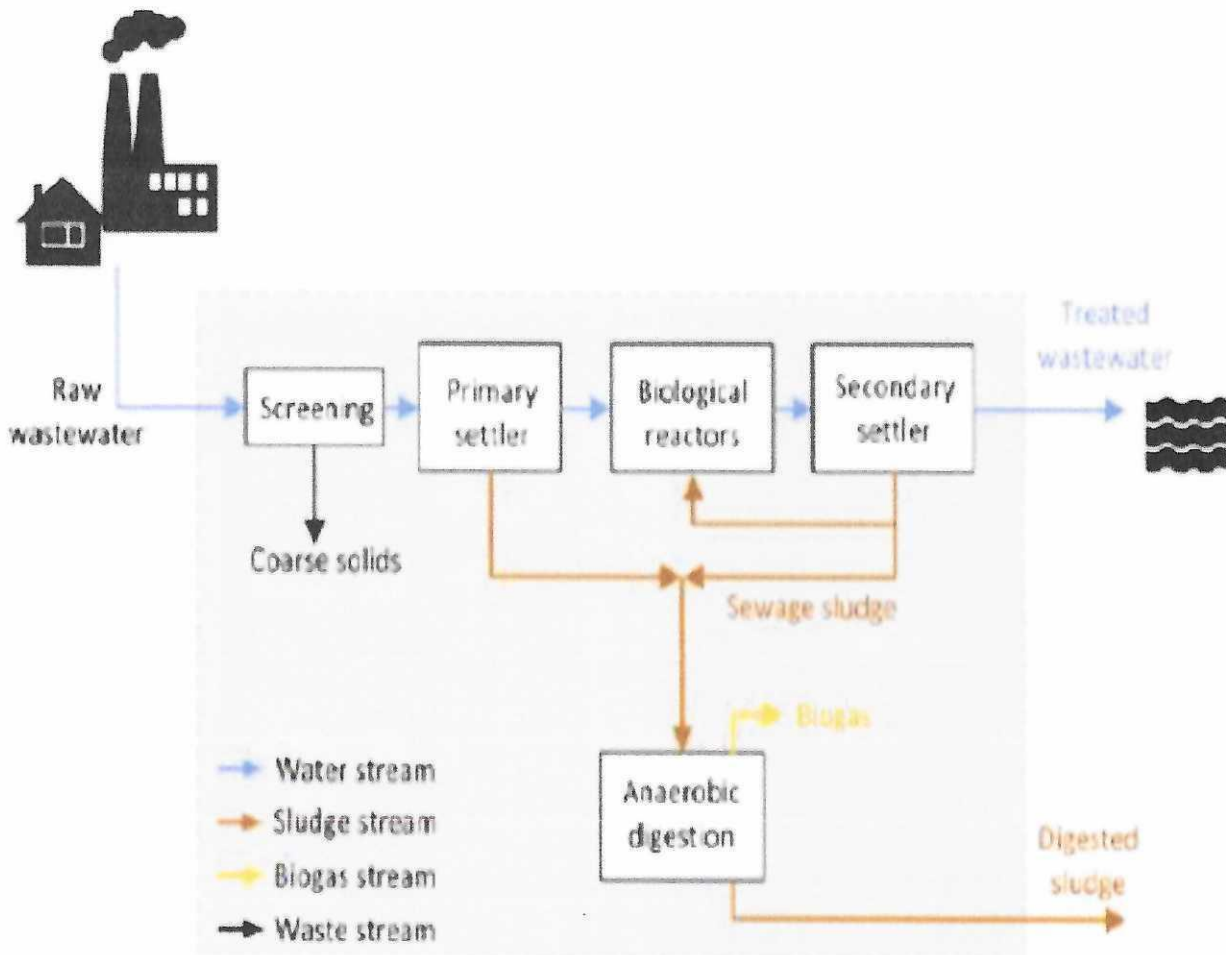 Raw
wastewater
Screening
Primary
settler
Biological
reactors
Secondary
settler
Treated
wastewater
Coarse solids
Sewage sludge
Biogas
Anaerobic
digestion
Digested
sludge
Water stream
Sludge stream
Biogas stream
Waste stream